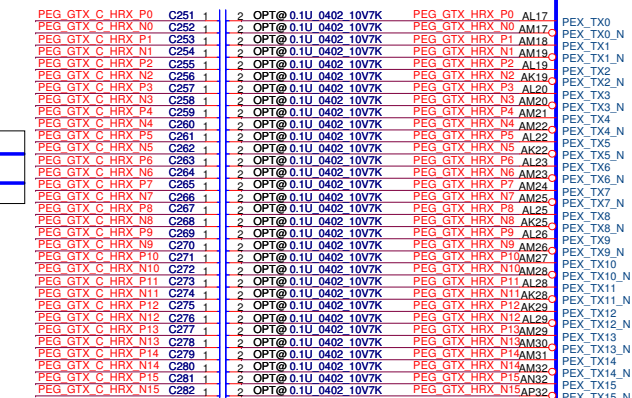 PEG_GTX_C_HRX_P0 C251 1 2 OPT@ 0.1U_0402_10V7K PEG_GTX_HRX_P0 AL17 PEX_TX0
PEG_GTX_C_HRX_N0 C252 1 2 OPT@ 0.1U_0402_10V7K PEG_GTX_HRX_N0 AM17 PEX_TX0_N
PEG_GTX_C_HRX_P1 C253 1 2 OPT@ 0.1U_0402_10V7K PEG_GTX_HRX_P1 AM18 PEX_TX1
PEG_GTX_C_HRX_N1 C254 1 2 OPT@ 0.1U_0402_10V7K PEG_GTX_HRX_N1 AM19 PEX_TX1_N
PEG_GTX_C_HRX_P2 C255 1 2 OPT@ 0.1U_0402_10V7K PEG_GTX_HRX_P2 AL19 PEX_TX2
PEG_GTX_C_HRX_N2 C256 1 2 OPT@ 0.1U_0402_10V7K PEG_GTX_HRX_N2 AK19 PEX_TX2_N
PEG_GTX_C_HRX_P3 C257 1 2 OPT@ 0.1U_0402_10V7K PEG_GTX_HRX_P3 AL20 PEX_TX3
PEG_GTX_C_HRX_N3 C258 1 2 OPT@ 0.1U_0402_10V7K PEG_GTX_HRX_N3 AM20 PEX_TX3_N
PEG_GTX_C_HRX_P4 C259 1 2 OPT@ 0.1U_0402_10V7K PEG_GTX_HRX_P4 AM21 PEX_TX4
PEG_GTX_C_HRX_N4 C260 1 2 OPT@ 0.1U_0402_10V7K PEG_GTX_HRX_N4 AM22 PEX_TX4_N
PEG_GTX_C_HRX_P5 C261 1 2 OPT@ 0.1U_0402_10V7K PEG_GTX_HRX_P5 AL22 PEX_TX5
PEG_GTX_C_HRX_N5 C262 1 2 OPT@ 0.1U_0402_10V7K PEG_GTX_HRX_N5 AK22 PEX_TX5_N
PEG_GTX_C_HRX_P6 C263 1 2 OPT@ 0.1U_0402_10V7K PEG_GTX_HRX_P6 AL23 PEX_TX6
PEG_GTX_C_HRX_N6 C264 1 2 OPT@ 0.1U_0402_10V7K PEG_GTX_HRX_N6 AM23 PEX_TX6_N
PEG_GTX_C_HRX_P7 C265 1 2 OPT@ 0.1U_0402_10V7K PEG_GTX_HRX_P7 AM24 PEX_TX7
PEG_GTX_C_HRX_N7 C266 1 2 OPT@ 0.1U_0402_10V7K PEG_GTX_HRX_N7 AM25 PEX_TX7_N
PEG_GTX_C_HRX_P8 C267 1 2 OPT@ 0.1U_0402_10V7K PEG_GTX_HRX_P8 AL25 PEX_TX8
PEG_GTX_C_HRX_N8 C268 1 2 OPT@ 0.1U_0402_10V7K PEG_GTX_HRX_N8 AK25 PEX_TX8_N
PEG_GTX_C_HRX_P9 C269 1 2 OPT@ 0.1U_0402_10V7K PEG_GTX_HRX_P9 AL26 PEX_TX9
PEG_GTX_C_HRX_N9 C270 1 2 OPT@ 0.1U_0402_10V7K PEG_GTX_HRX_N9 AM26 PEX_TX9_N
PEG_GTX_C_HRX_P10 C271 1 2 OPT@ 0.1U_0402_10V7K PEG_GTX_HRX_P10 AM27 PEX_TX10
PEG_GTX_C_HRX_N10 C272 1 2 OPT@ 0.1U_0402_10V7K PEG_GTX_HRX_N10 AM28 PEX_TX10_N
PEG_GTX_C_HRX_P11 C273 1 2 OPT@ 0.1U_0402_10V7K PEG_GTX_HRX_P11 AL28 PEX_TX11
PEG_GTX_C_HRX_N11 C274 1 2 OPT@ 0.1U_0402_10V7K PEG_GTX_HRX_N11 AK28 PEX_TX11_N
PEG_GTX_C_HRX_P12 C275 1 2 OPT@ 0.1U_0402_10V7K PEG_GTX_HRX_P12 AK29 PEX_TX12
PEG_GTX_C_HRX_N12 C276 1 2 OPT@ 0.1U_0402_10V7K PEG_GTX_HRX_N12 AL29 PEX_TX12_N
PEG_GTX_C_HRX_P13 C277 1 2 OPT@ 0.1U_0402_10V7K PEG_GTX_HRX_P13 AM29 PEX_TX13
PEG_GTX_C_HRX_N13 C278 1 2 OPT@ 0.1U_0402_10V7K PEG_GTX_HRX_N13 AM30 PEX_TX13_N
PEG_GTX_C_HRX_P14 C279 1 2 OPT@ 0.1U_0402_10V7K PEG_GTX_HRX_P14 AM31 PEX_TX14
PEG_GTX_C_HRX_N14 C280 1 2 OPT@ 0.1U_0402_10V7K PEG_GTX_HRX_N14 AM32 PEX_TX14_N
PEG_GTX_C_HRX_P15 C281 1 2 OPT@ 0.1U_0402_10V7K PEG_GTX_HRX_P15 AN32 PEX_TX15
PEG_GTX_C_HRX_N15 C282 1 2 OPT@ 0.1U_0402_10V7K PEG_GTX_HRX_N15 AP32 PEX_TX15_N